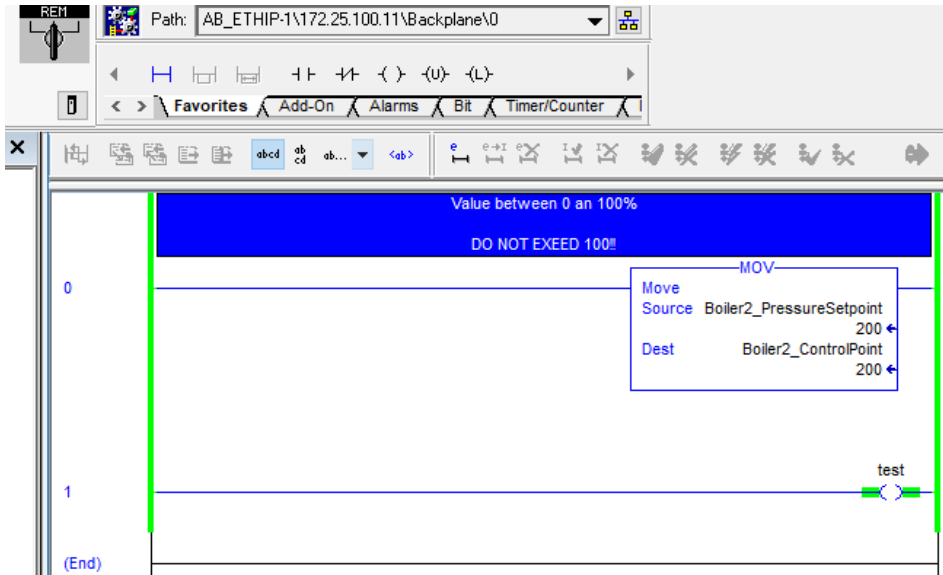 REM
Path: AB_ETHIP-1\172.25.100.11\Backplane\0
Favorites Add-On Alarms Bit Timer/Counter
abcd ab cd ab... <ab> e e→I e I I
Value between 0 an 100%
DO NOT EXEED 100!!
MOV
0
Move
Source Boiler2_PressureSetpoint
200
Dest Boiler2_ControlPoint
200
test
1
(End)